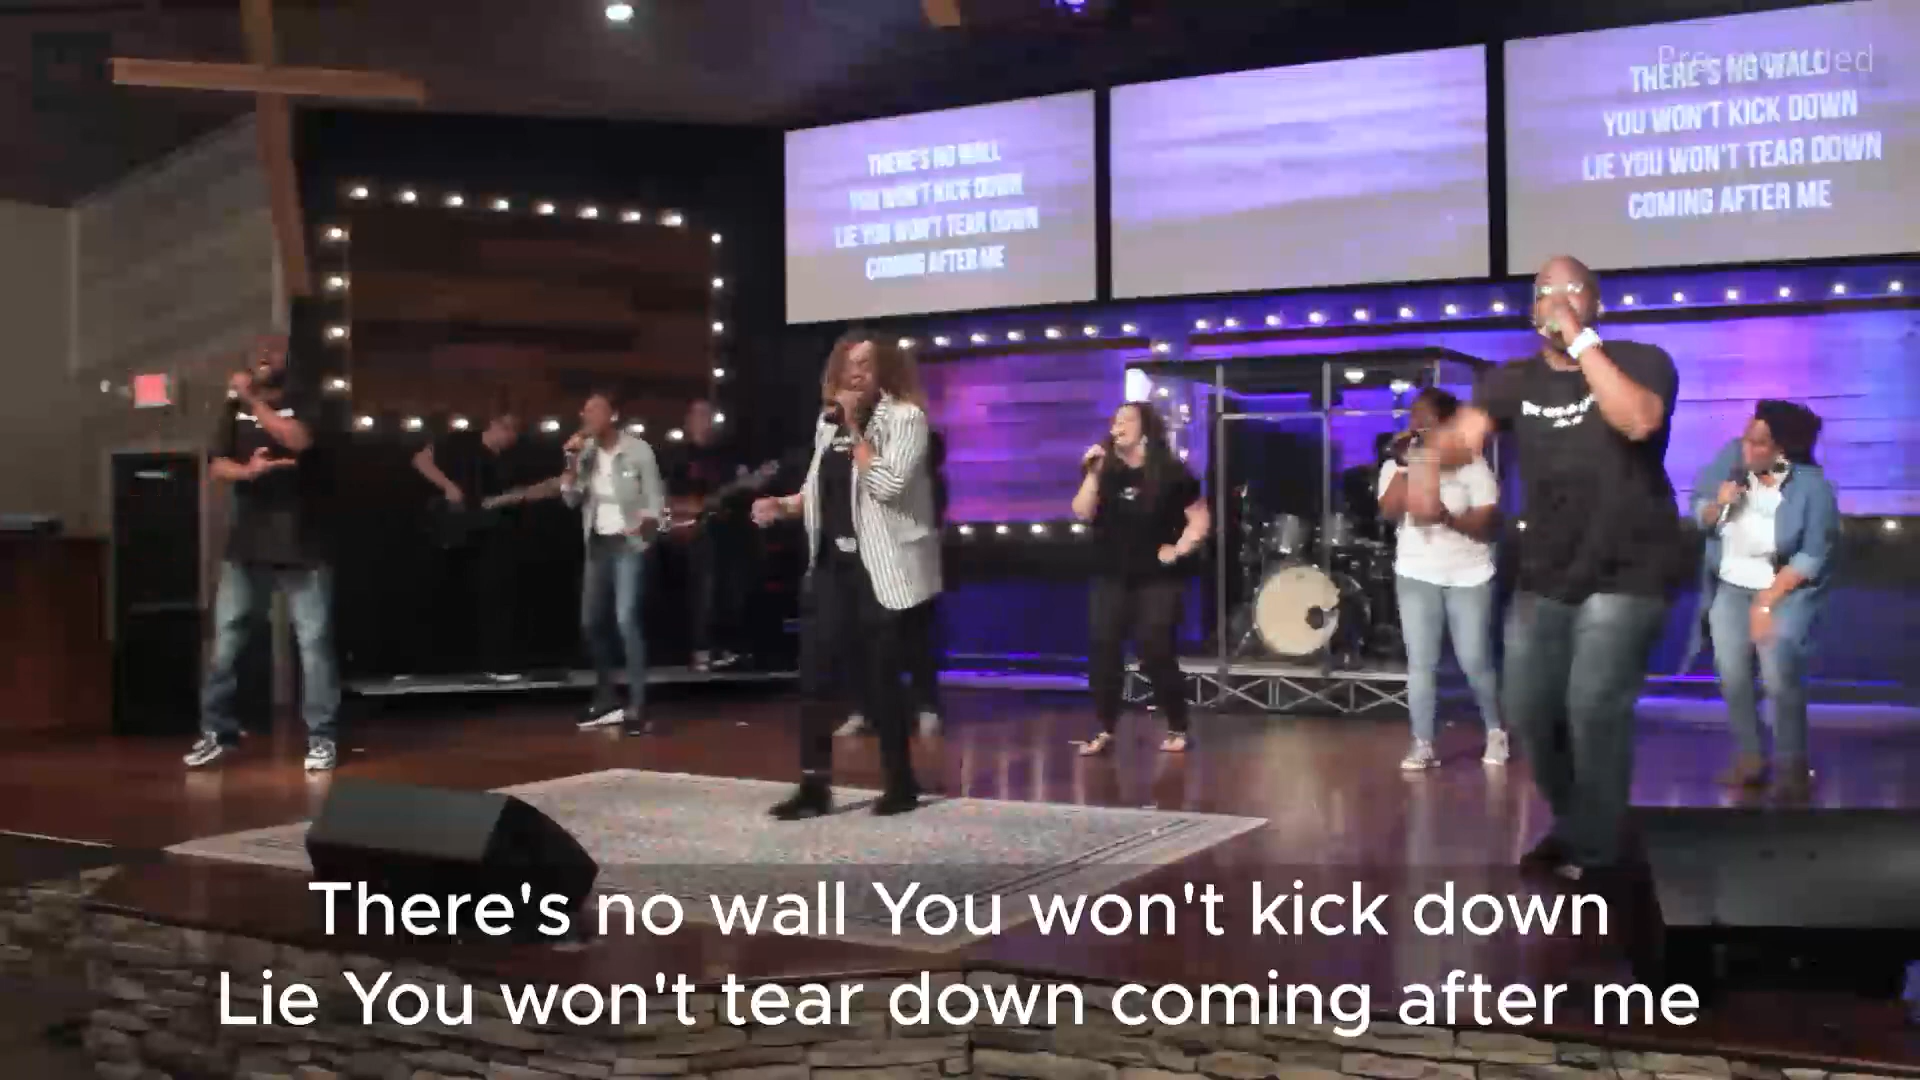 THERE'S NO WALL
YOU WON'T KICK DOWN
LIE YOU WON'T TEAR DOWN
COMING AFTER ME
THERE'S NO WALL
YOU WON'T KICK DOWN
LIE YOU WON'T TEAR DOWN
COMING AFTER ME
There's no wall You won't kick down
Lie You won't tear down coming after me